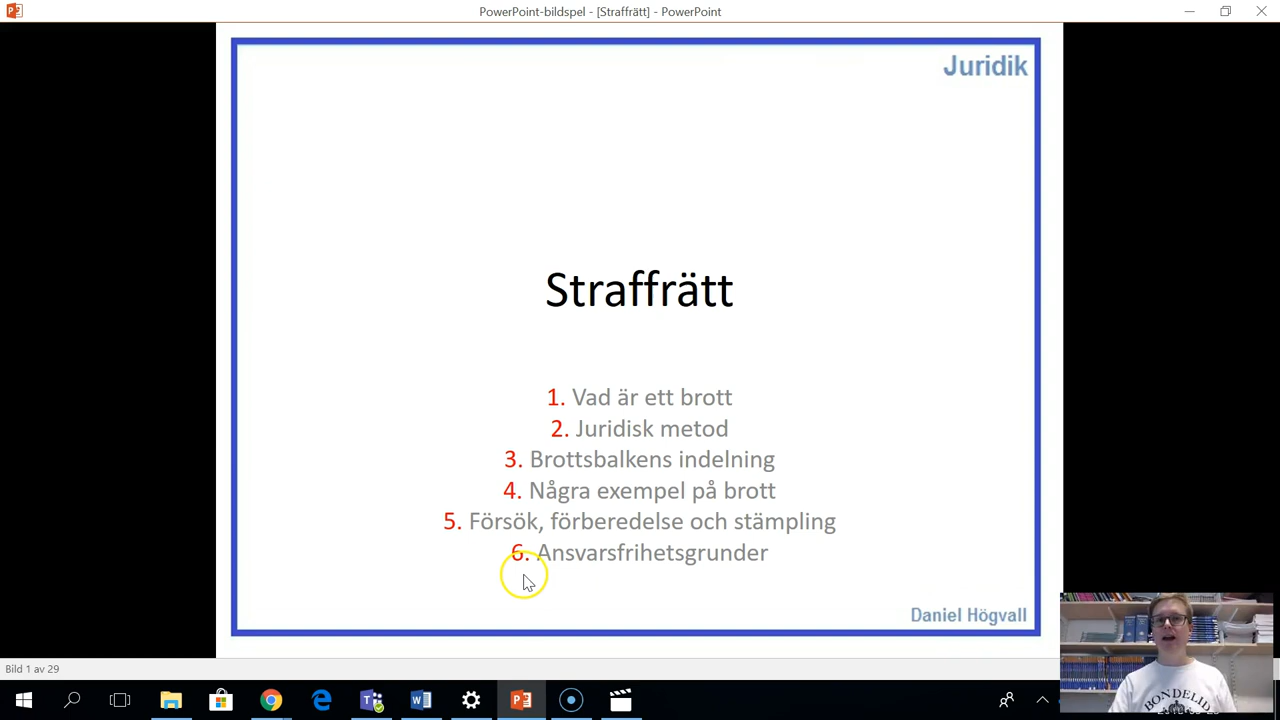 PowerPoint-bildspel - [Straffrätt] - PowerPoint
Juridik
Straffrätt
1. Vad är ett brott
2. Juridisk metod
3. Brottsbalkens indelning
4. Några exempel på brott
5. Försök, förberedelse och stämpling
6. Ansvarsfrihetsgrunder
Daniel Högvall
Bild 1 av 29